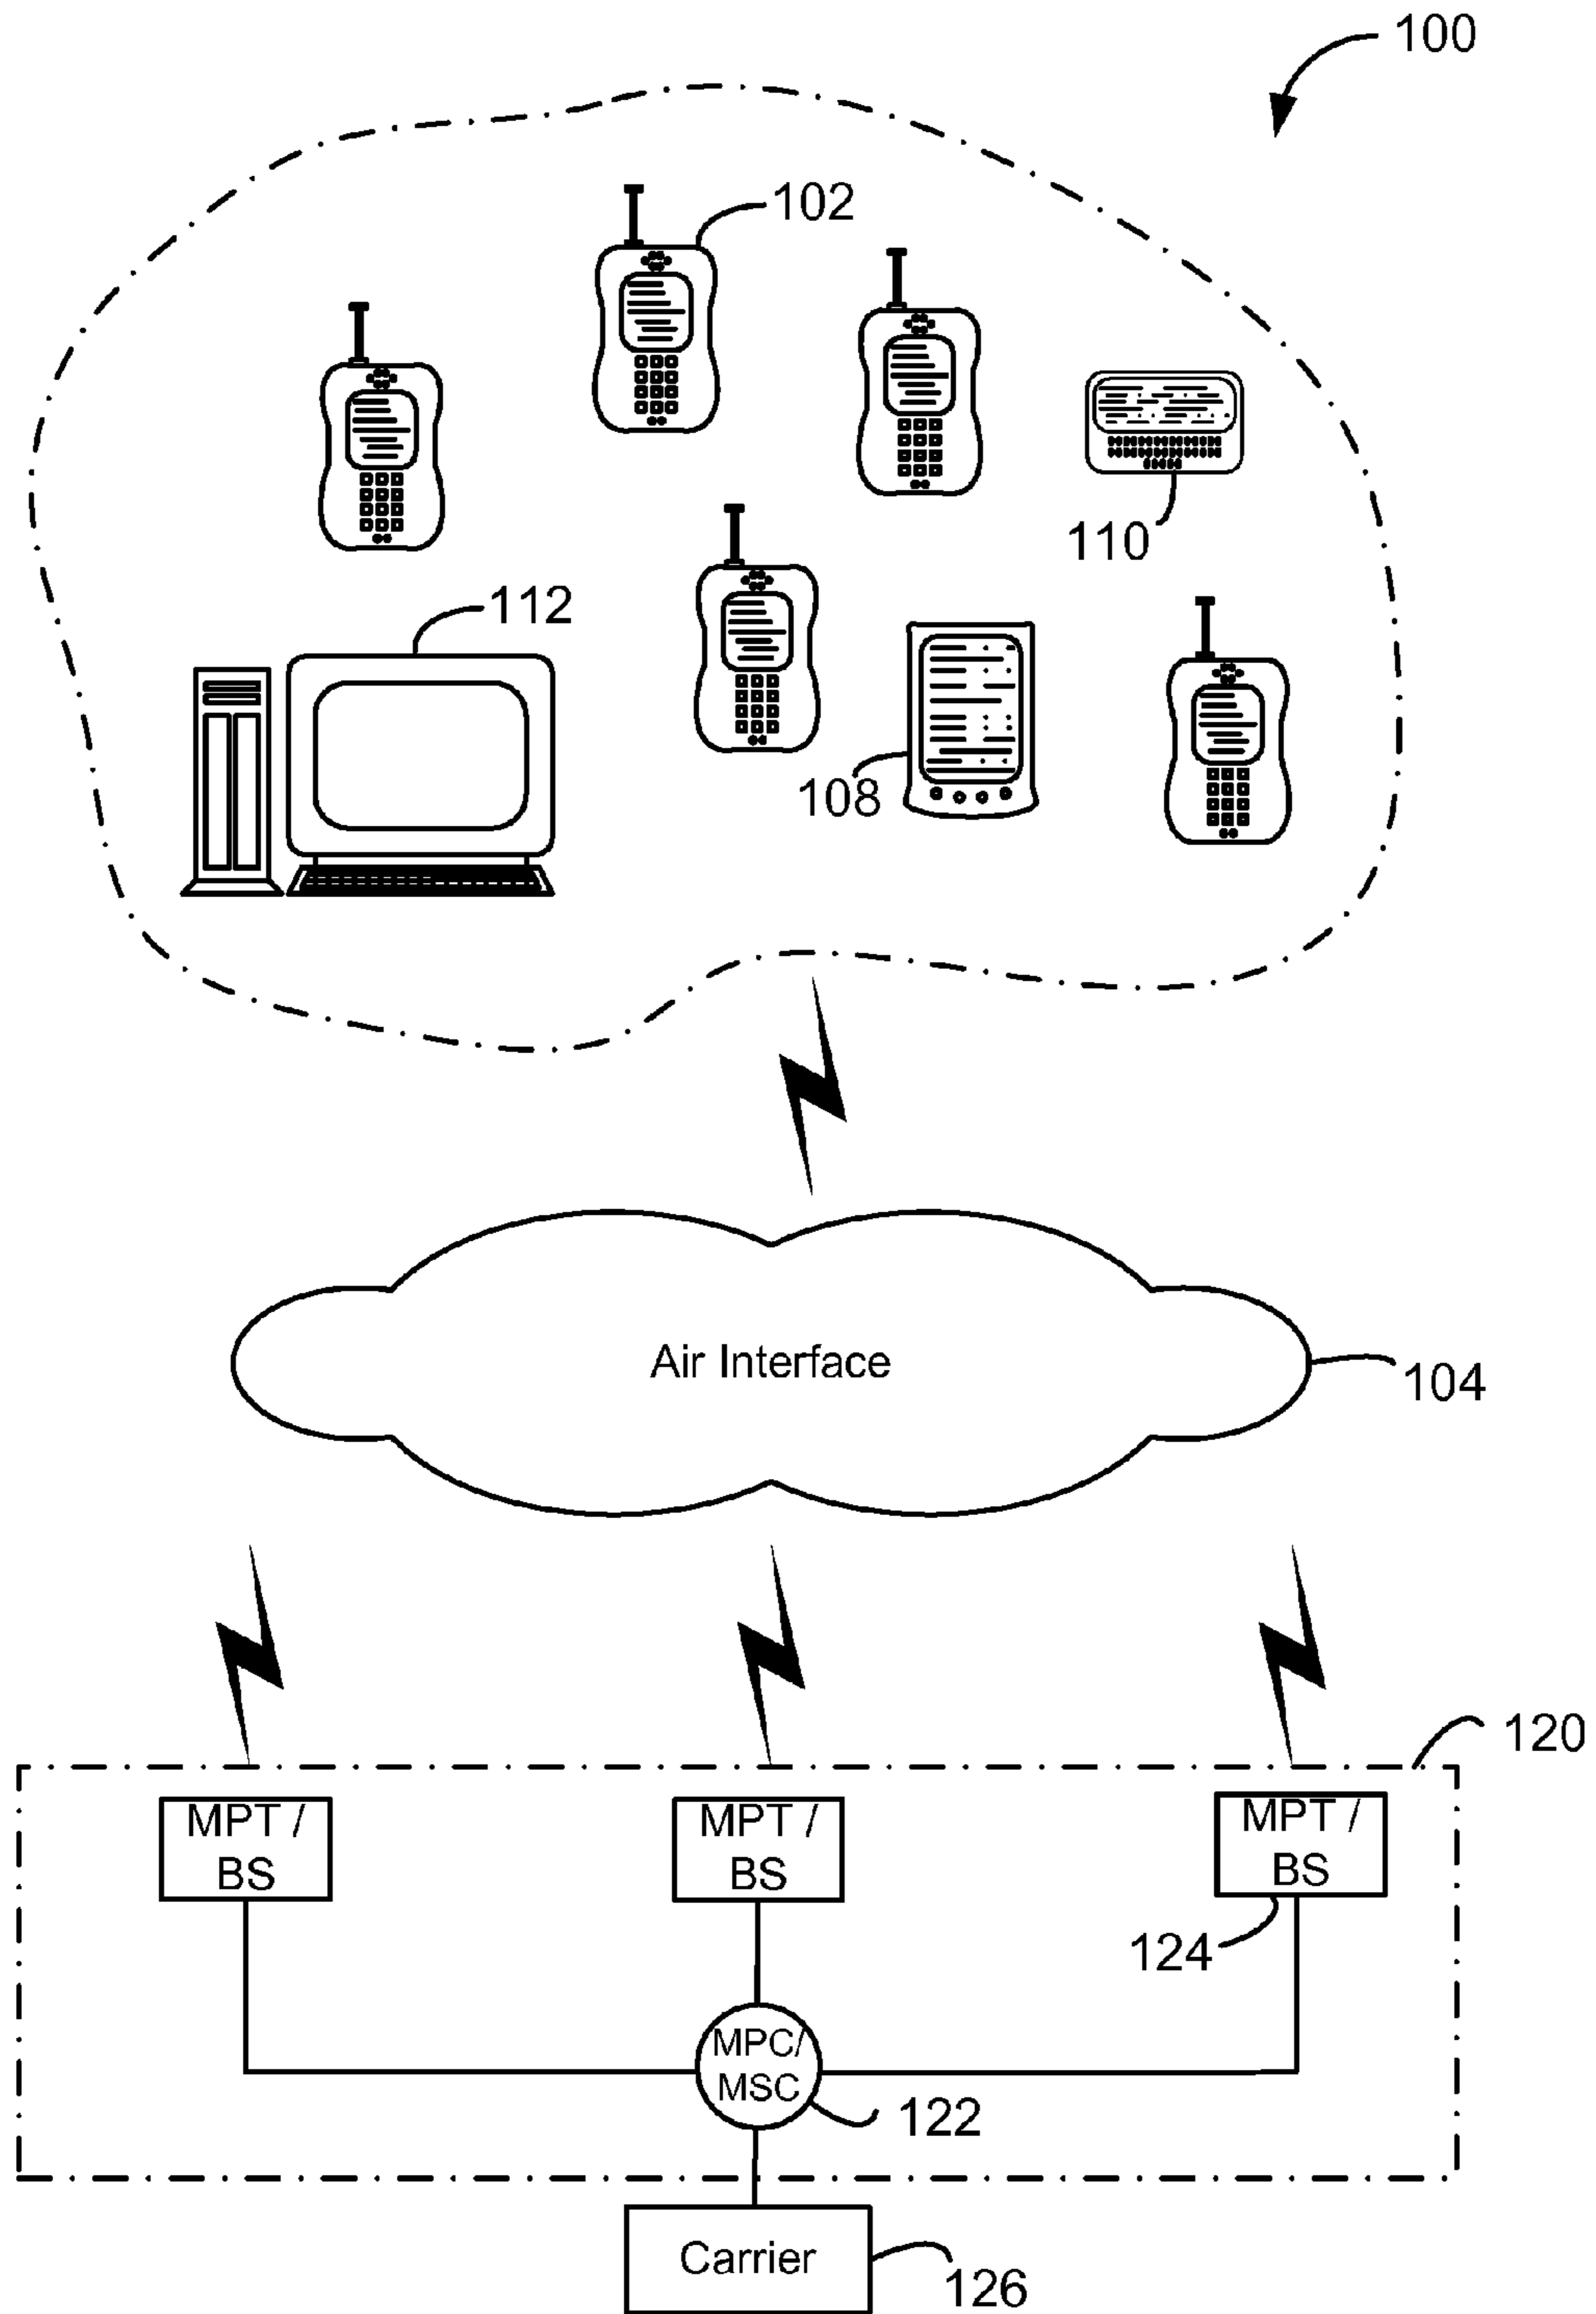 100
102
110
112
108
Air Interface
104
120
MPT /
BS
MPT /
BS
MPT /
BS
124
MPC/
MSC
122
Carrier
126